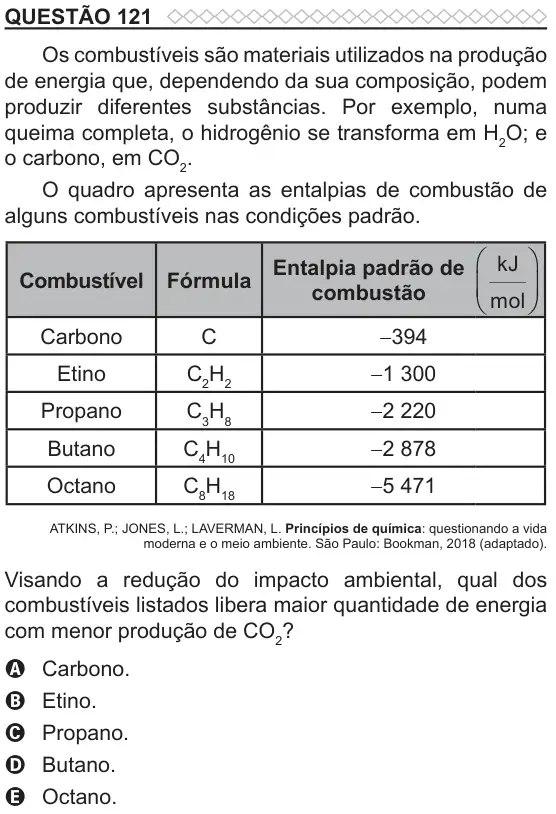 QUESTÃO 121
Os combustíveis são materiais utilizados na produção
de energia que, dependendo da sua composição, podem
produzir diferentes substâncias. Por exemplo, numa
queima completa, o hidrogênio se transforma em H₂O; e
o carbono, em CO₂.
O quadro apresenta as entalpias de combustão de
alguns combustíveis nas condições padrão.
Combustível Fórmula Entalpia padrão de combustão (kJ/mol)
Carbono C –394
Etino C₂H₂ –1 300
Propano C₃H₈ –2 220
Butano C₄H₁₀ –2 878
Octano C₈H₁₈ –5 471
ATKINS, P.; JONES, L.; LAVERMAN, L. Princípios de química: questionando a vida
moderna e o meio ambiente. São Paulo: Bookman, 2018 (adaptado).
Visando a redução do impacto ambiental, qual dos
combustíveis listados libera maior quantidade de energia
com menor produção de CO₂?
A Carbono.
B Etino.
C Propano.
D Butano.
E Octano.